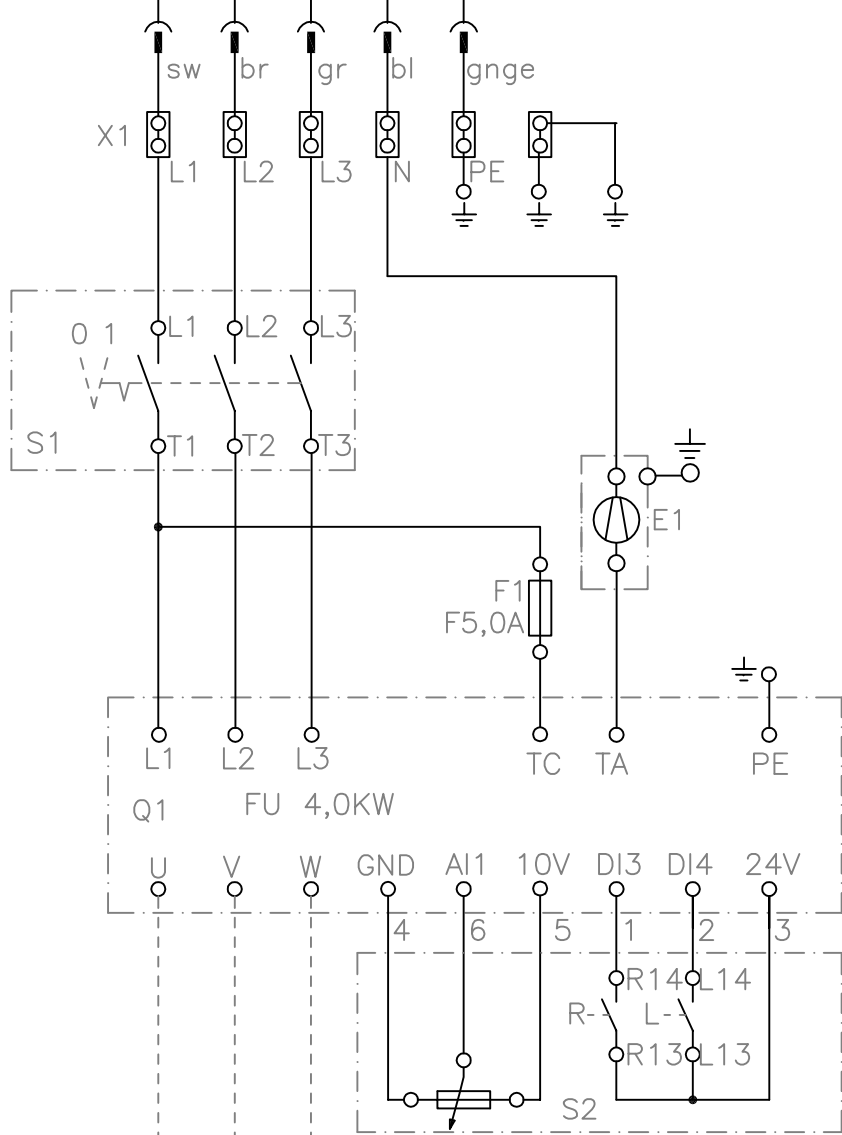 sw br gr bl gnge
X1
L1 L2 L3 N PE
0 1 L1 L2 L3
S1 T1 T2 T3
E1
F1
F5,0A
L1 L2 L3 TC TA PE
Q1 FU 4,0KW
U V W GND AI1 10V DI3 DI4 24V
4 6 5 1 2 3
R14 L14
R L
R13 L13
S2